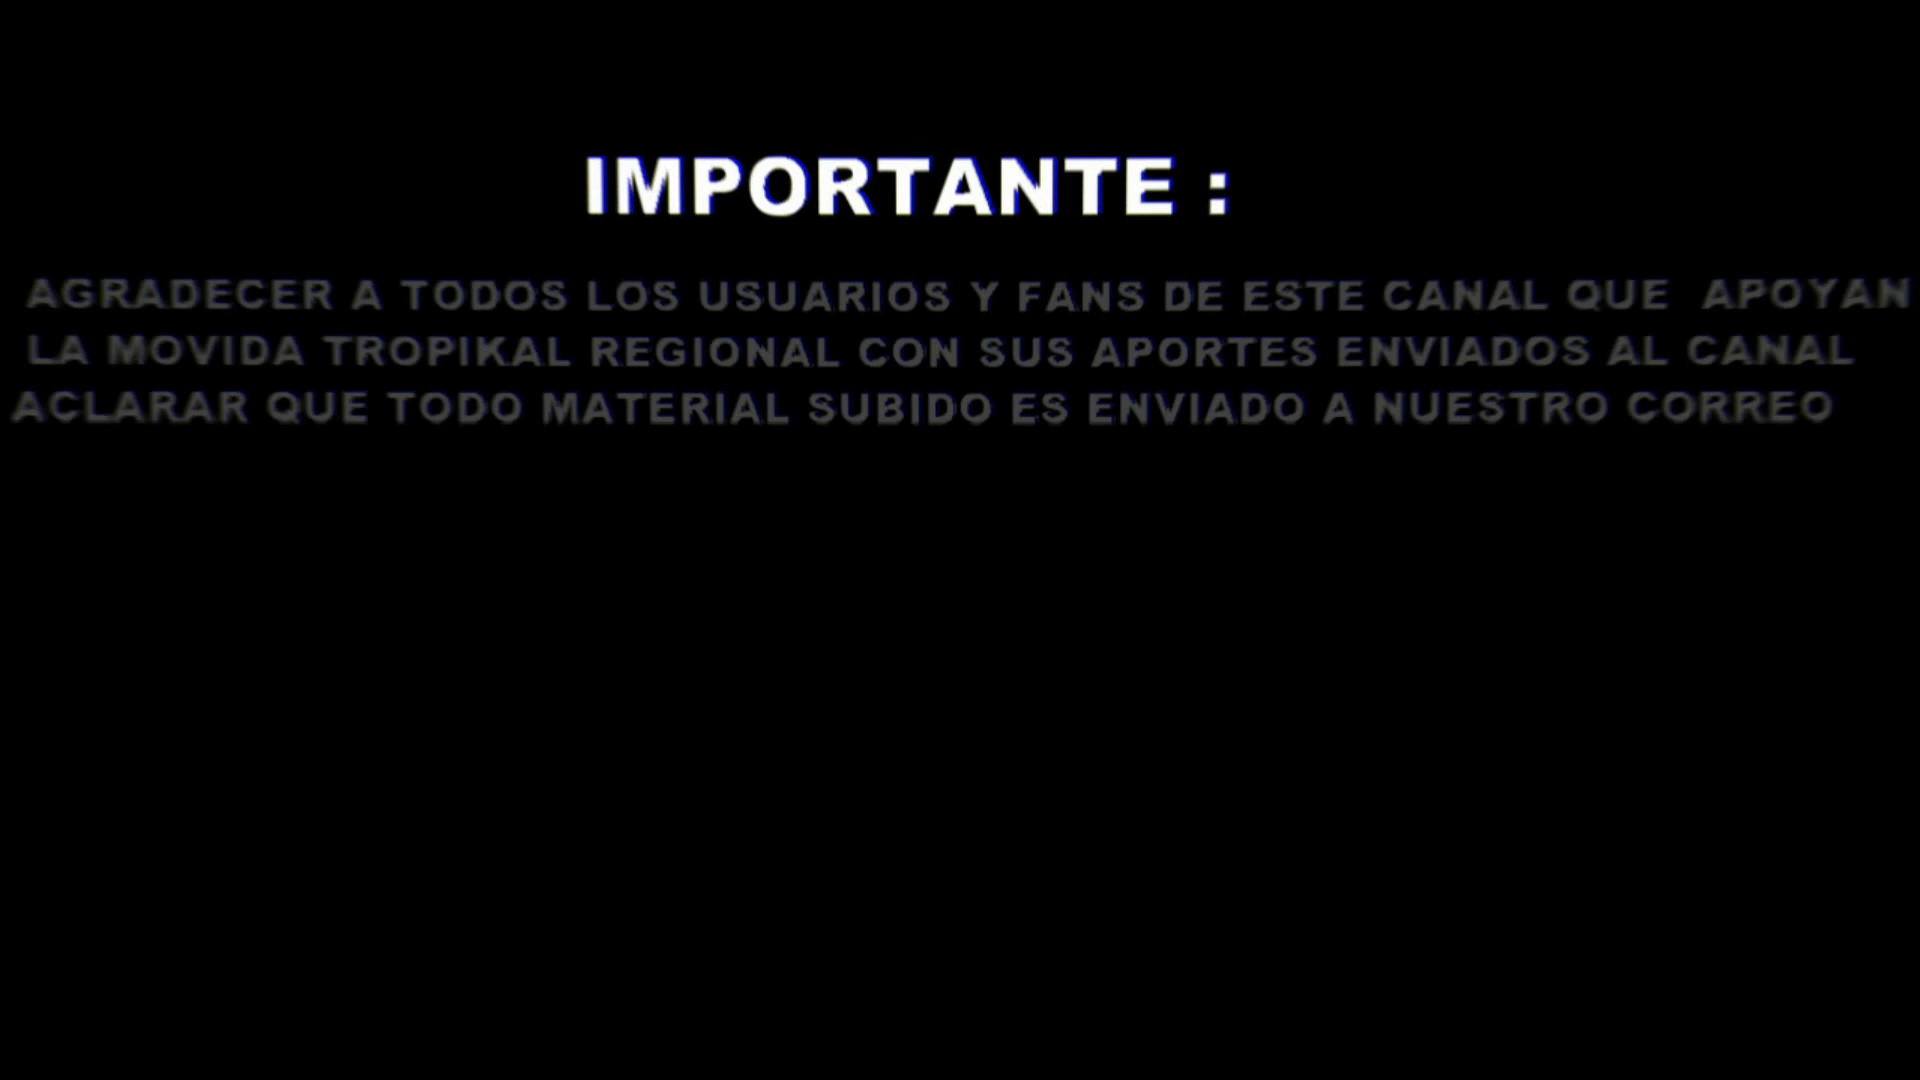 IMPORTANTE :
AGRADECER A TODOS LOS USUARIOS Y FANS DE ESTE CANAL QUE APOYAN
LA MOVIDA TROPIKAL REGIONAL CON SUS APORTES ENVIADOS AL CANAL
ACLARAR QUE TODO MATERIAL SUBIDO ES ENVIADO A NUESTRO CORREO